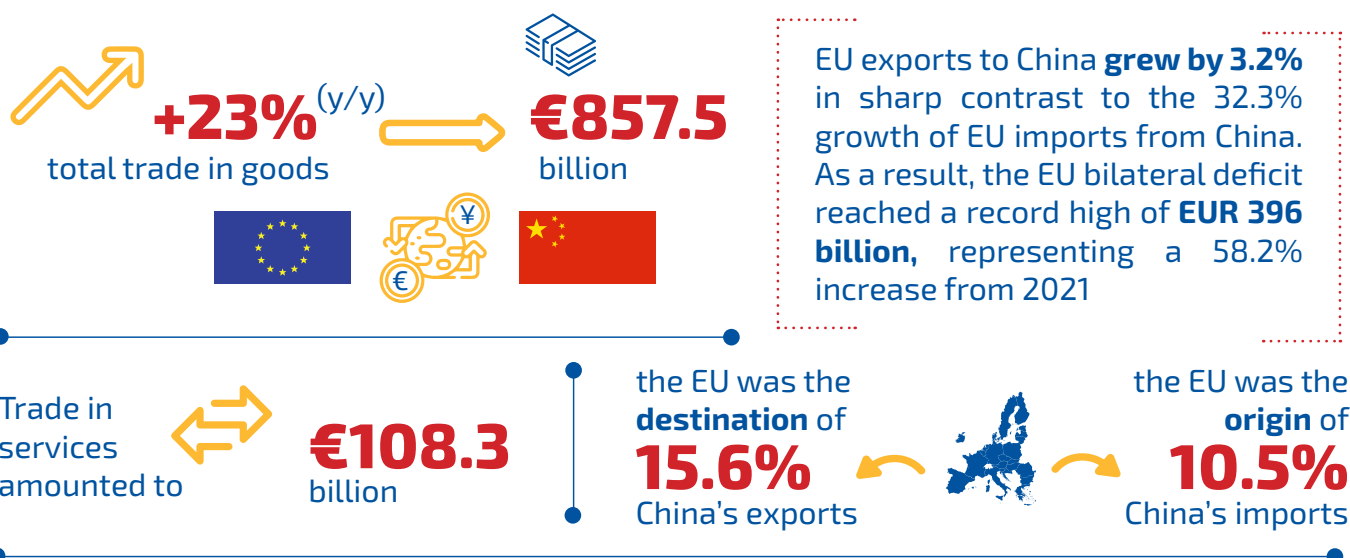 +23% (y/y)
total trade in goods
€857.5
billion
¥
€
EU exports to China grew by 3.2%
in sharp contrast to the 32.3%
growth of EU imports from China.
As a result, the EU bilateral deficit
reached a record high of EUR 396
billion, representing a 58.2%
increase from 2021
Trade in
services
amounted to
€108.3
billion
the EU was the
destination of
15.6%
China's exports
the EU was the
origin of
10.5%
China's imports